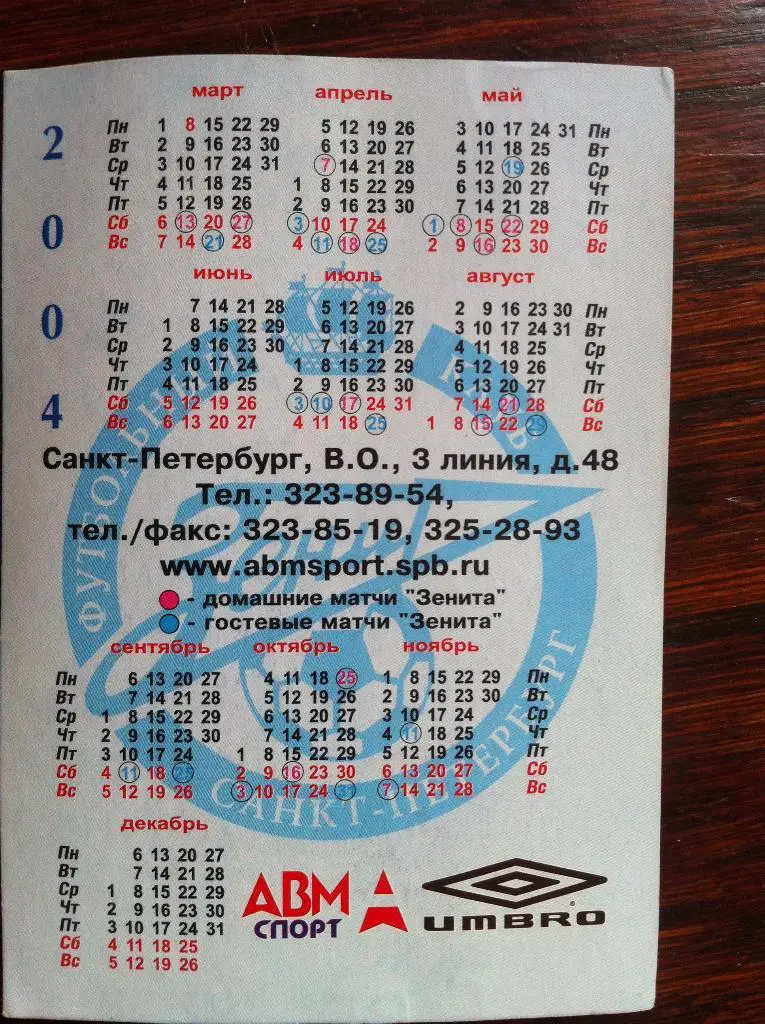 2
0
0
4
март апрель май
Пн 1 8 15 22 29 5 12 19 26 3 10 17 24 31 Пн
Вт 2 9 16 23 30 6 13 20 27 4 11 18 25 Вт
Ср 3 10 17 24 31 7 14 21 28 5 12 19 26 Ср
Чт 4 11 18 25 1 8 15 22 29 6 13 20 27 Чт
Пт 5 12 19 26 2 9 16 23 30 7 14 21 28 Пт
Сб 6 13 20 27 3 10 17 24 1 8 15 22 29 Сб
Вс 7 14 21 28 4 11 18 25 2 9 16 23 30 Вс
июнь июль август
Пн 7 14 21 28 5 12 19 26 2 9 16 23 30 Пн
Вт 1 8 15 22 29 6 13 20 27 3 10 17 24 31 Вт
Ср 2 9 16 23 30 7 14 21 28 4 11 18 25 Ср
Чт 3 10 17 24 1 8 15 22 29 5 12 19 26 Чт
Пт 4 11 18 25 2 9 16 23 30 6 13 20 27 Пт
Сб 5 12 19 26 3 10 17 24 31 7 14 21 28 Сб
Вс 6 13 20 27 4 11 18 25 1 8 15 22 29 Вс
ФУТБОЛЬНЫЙ КЛУБ
Зенит
САНКТ-ПЕТЕРБУРГ
Санкт-Петербург, В.О., 3 линия, д.48
Тел.: 323-89-54,
тел./факс: 323-85-19, 325-28-93
www.abmsport.spb.ru
- домашние матчи "Зенита"
- гостевые матчи "Зенита"
сентябрь октябрь ноябрь
Пн 6 13 20 27 4 11 18 25 1 8 15 22 29 Пн
Вт 7 14 21 28 5 12 19 26 2 9 16 23 30 Вт
Ср 1 8 15 22 29 6 13 20 27 3 10 17 24 Ср
Чт 2 9 16 23 30 7 14 21 28 4 11 18 25 Чт
Пт 3 10 17 24 1 8 15 22 29 5 12 19 26 Пт
Сб 4 11 18 25 2 9 16 23 30 6 13 20 27 Сб
Вс 5 12 19 26 3 10 17 24 31 7 14 21 28 Вс
декабрь
Пн 6 13 20 27
Вт 7 14 21 28
Ср 1 8 15 22 29
Чт 2 9 16 23 30
Пт 3 10 17 24 31
Сб 4 11 18 25
Вс 5 12 19 26
АВМ
СПОРТ
umbro